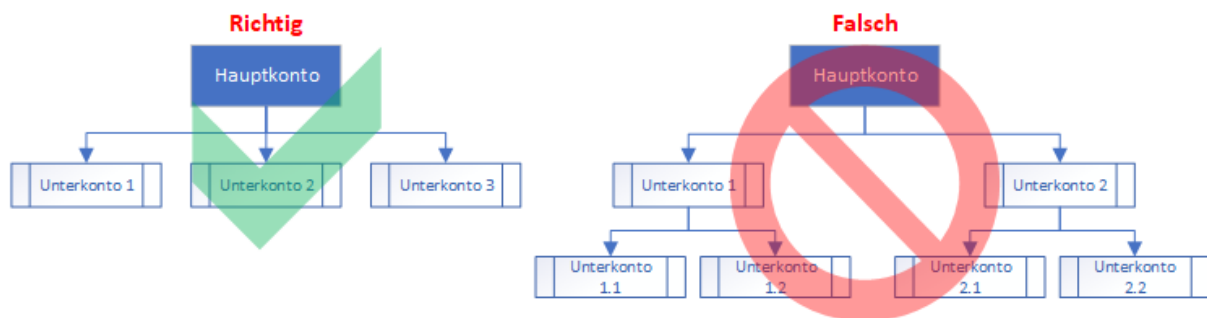 Richtig
Falsch
Hauptkonto
Hauptkonto
Unterkonto 1
Unterkonto 2
Unterkonto 3
Unterkonto 1
Unterkonto 2
Unterkonto
1.1
Unterkonto
1.2
Unterkonto
2.1
Unterkonto
2.2